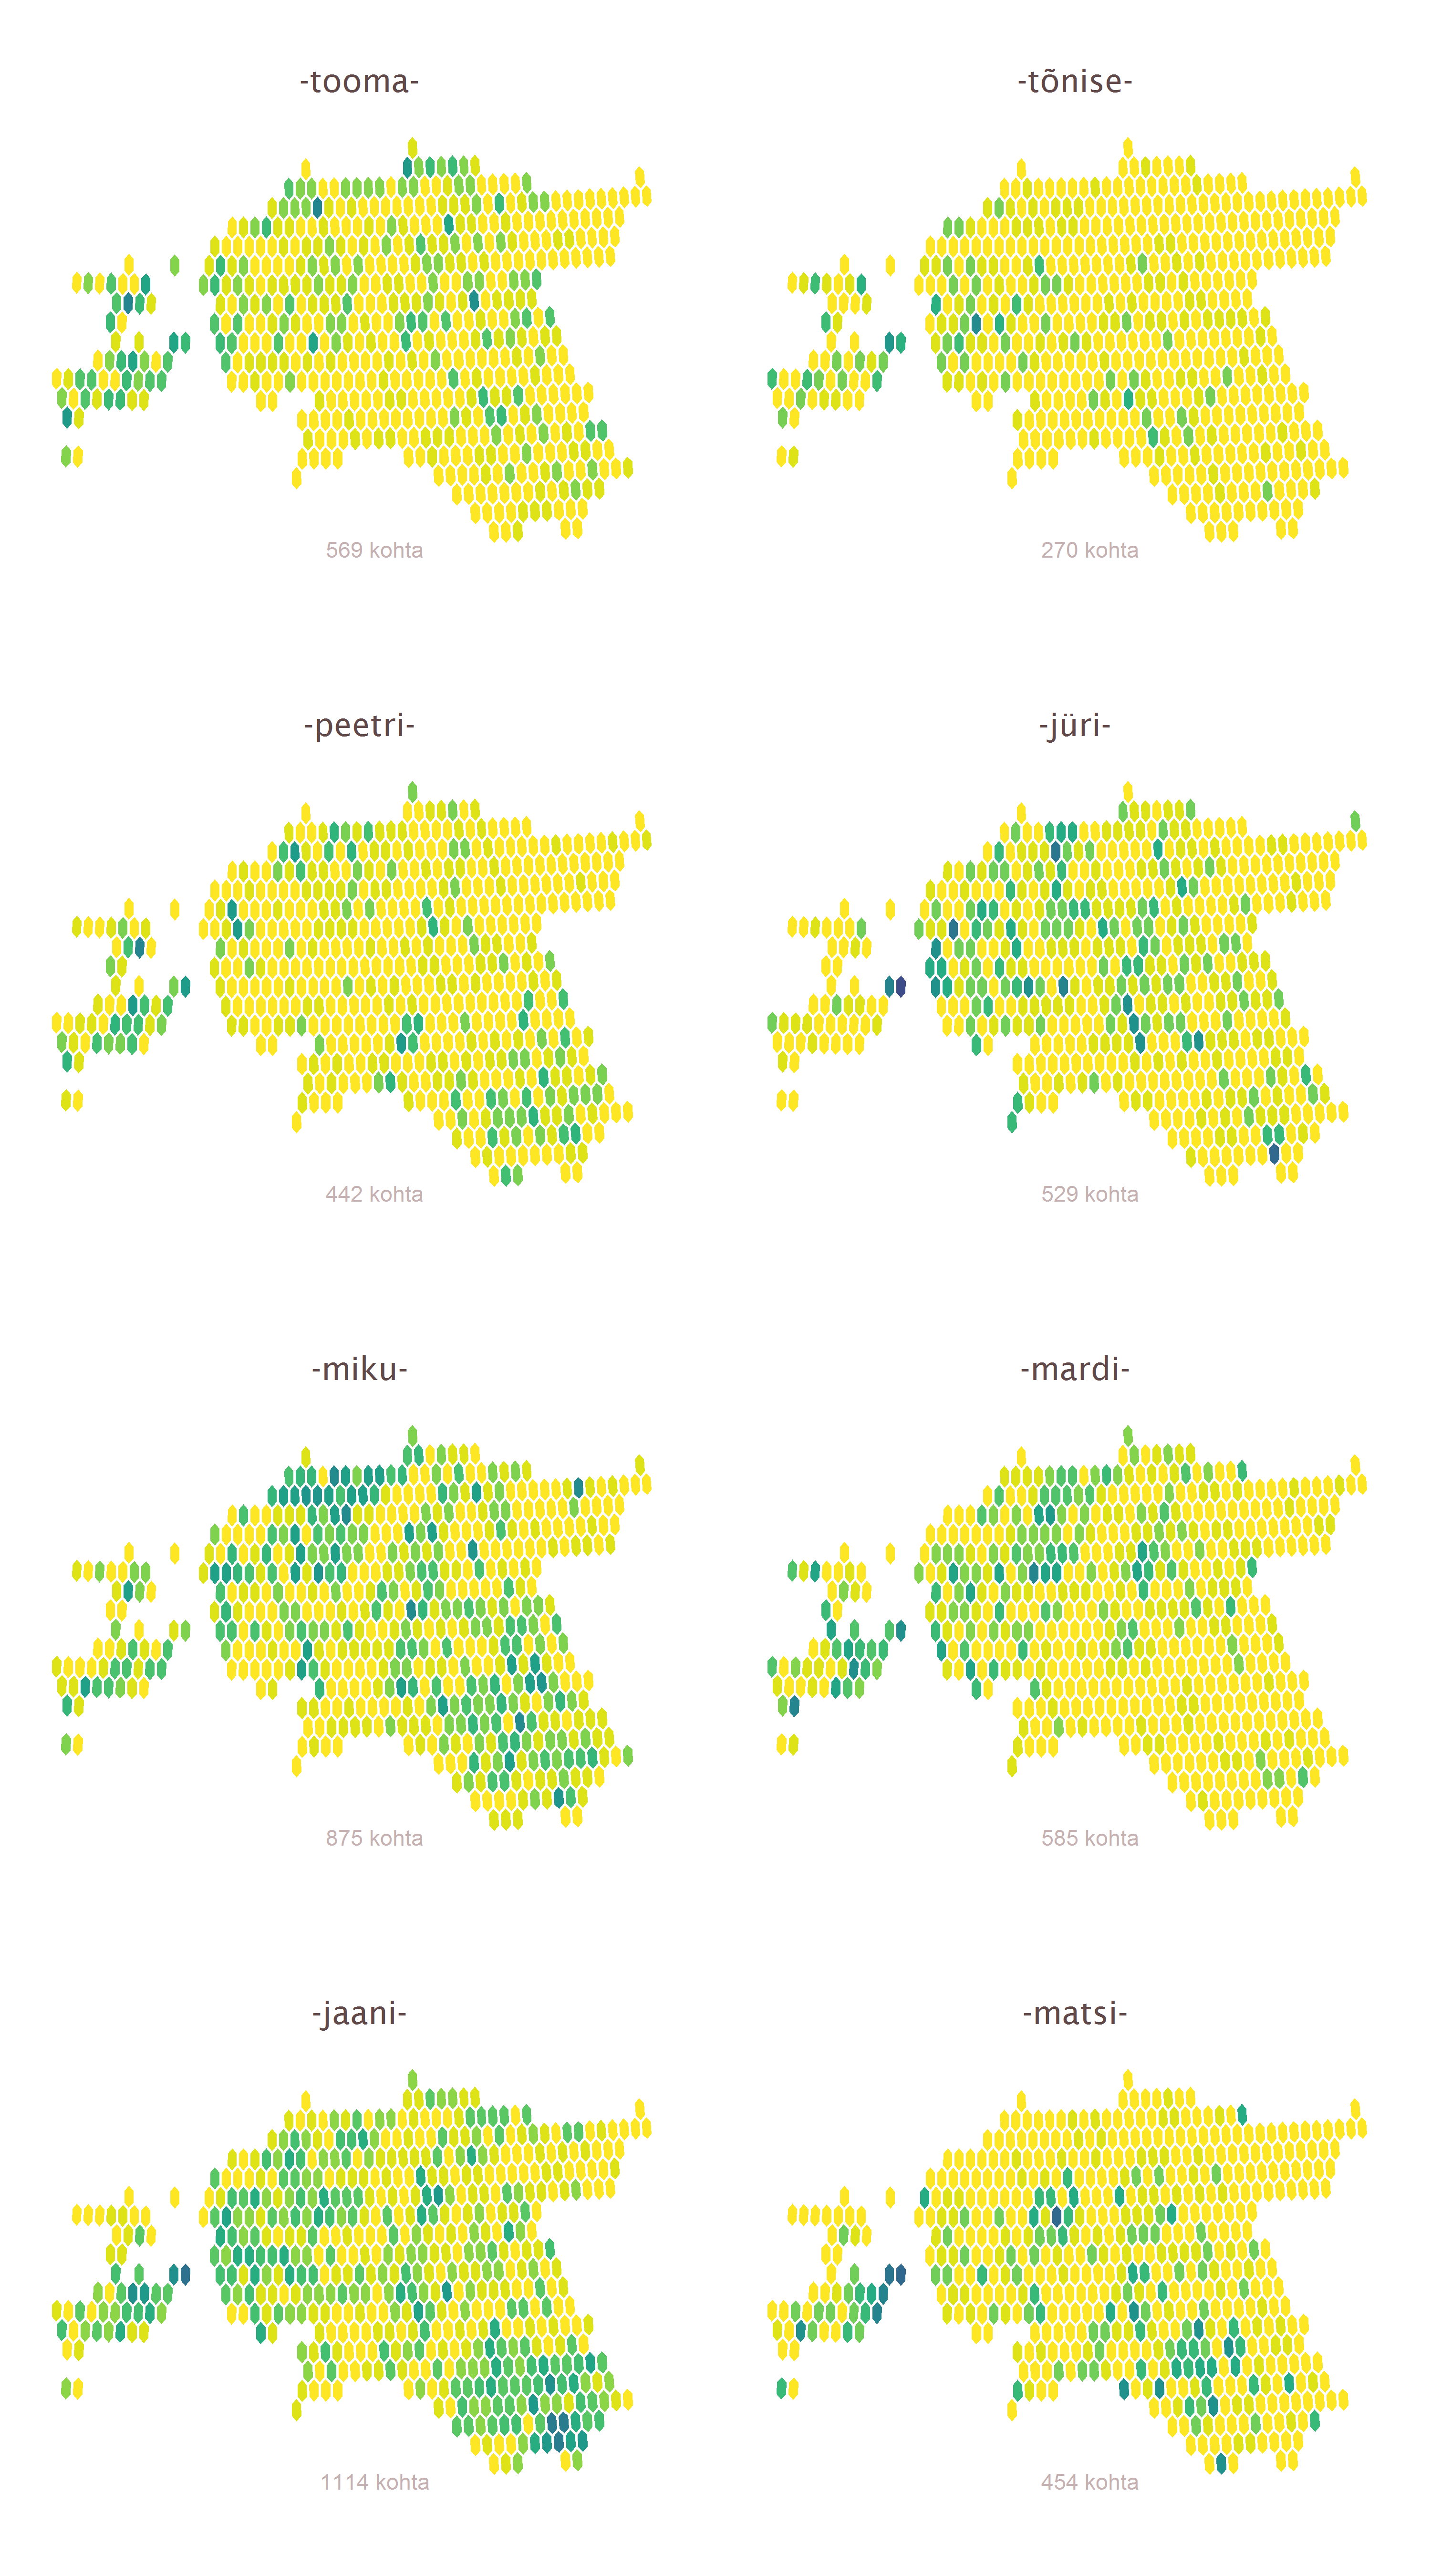 -tooma-
-tõnise-
569 kohta
270 kohta
-peetri-
-jüri-
442 kohta
529 kohta
-miku-
-mardi-
875 kohta
585 kohta
-jaani-
-matsi-
1114 kohta
454 kohta